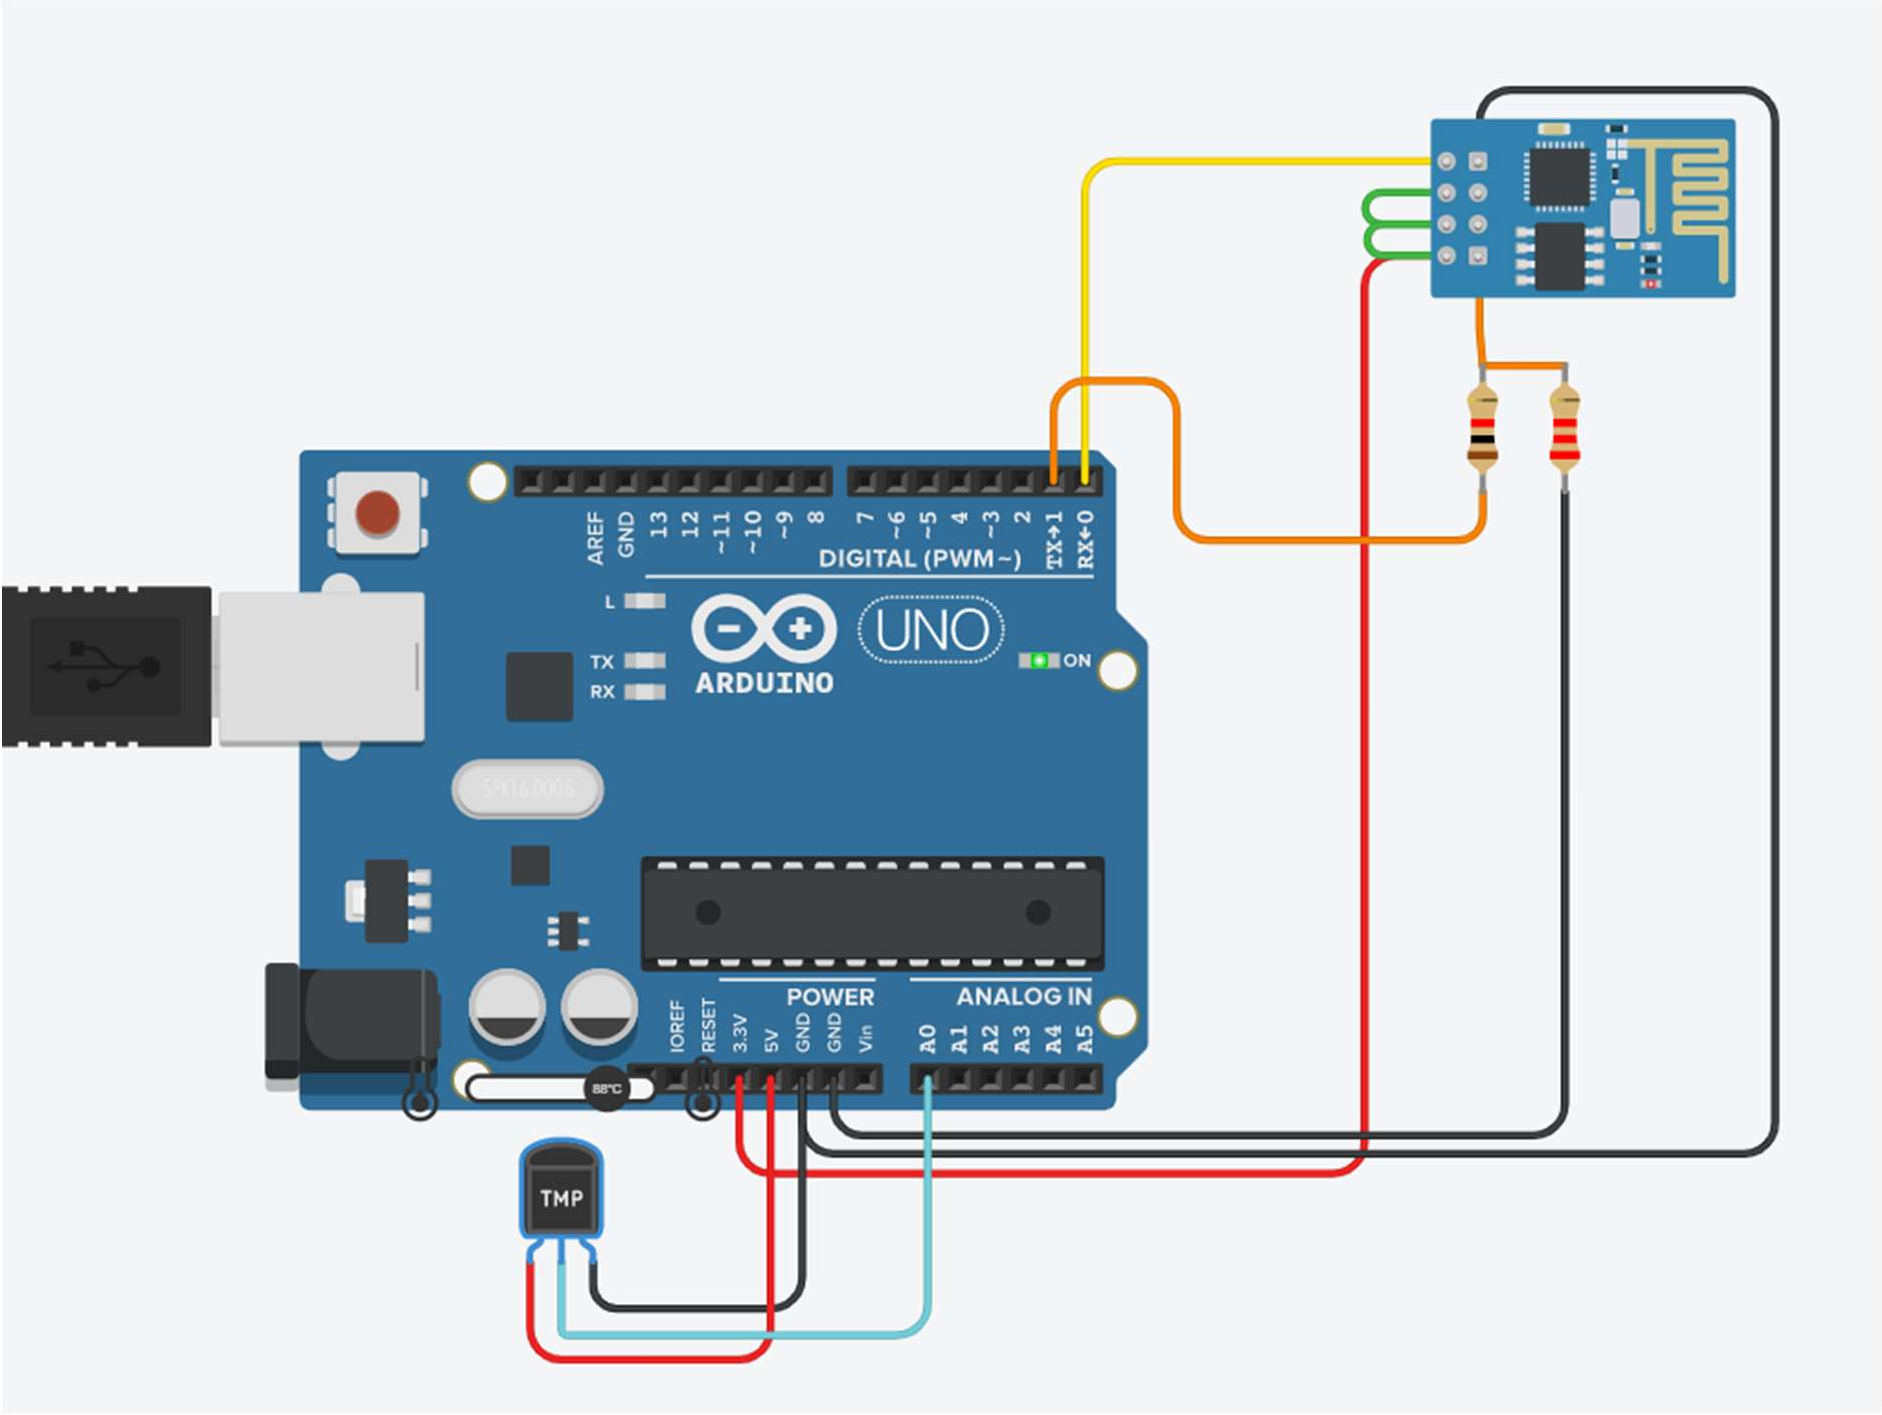 AREF
GND
13
12
~11
~10
~9
8
7
~6
~5
4
~3
2
TX→1
RX←0
DIGITAL (PWM~)
L
TX
RX
ARDUINO
UNO
ON
SPK16.000G
POWER
ANALOG IN
IOREF
RESET
3.3V
5V
GND
GND
Vin
A0
A1
A2
A3
A4
A5
88°C
TMP